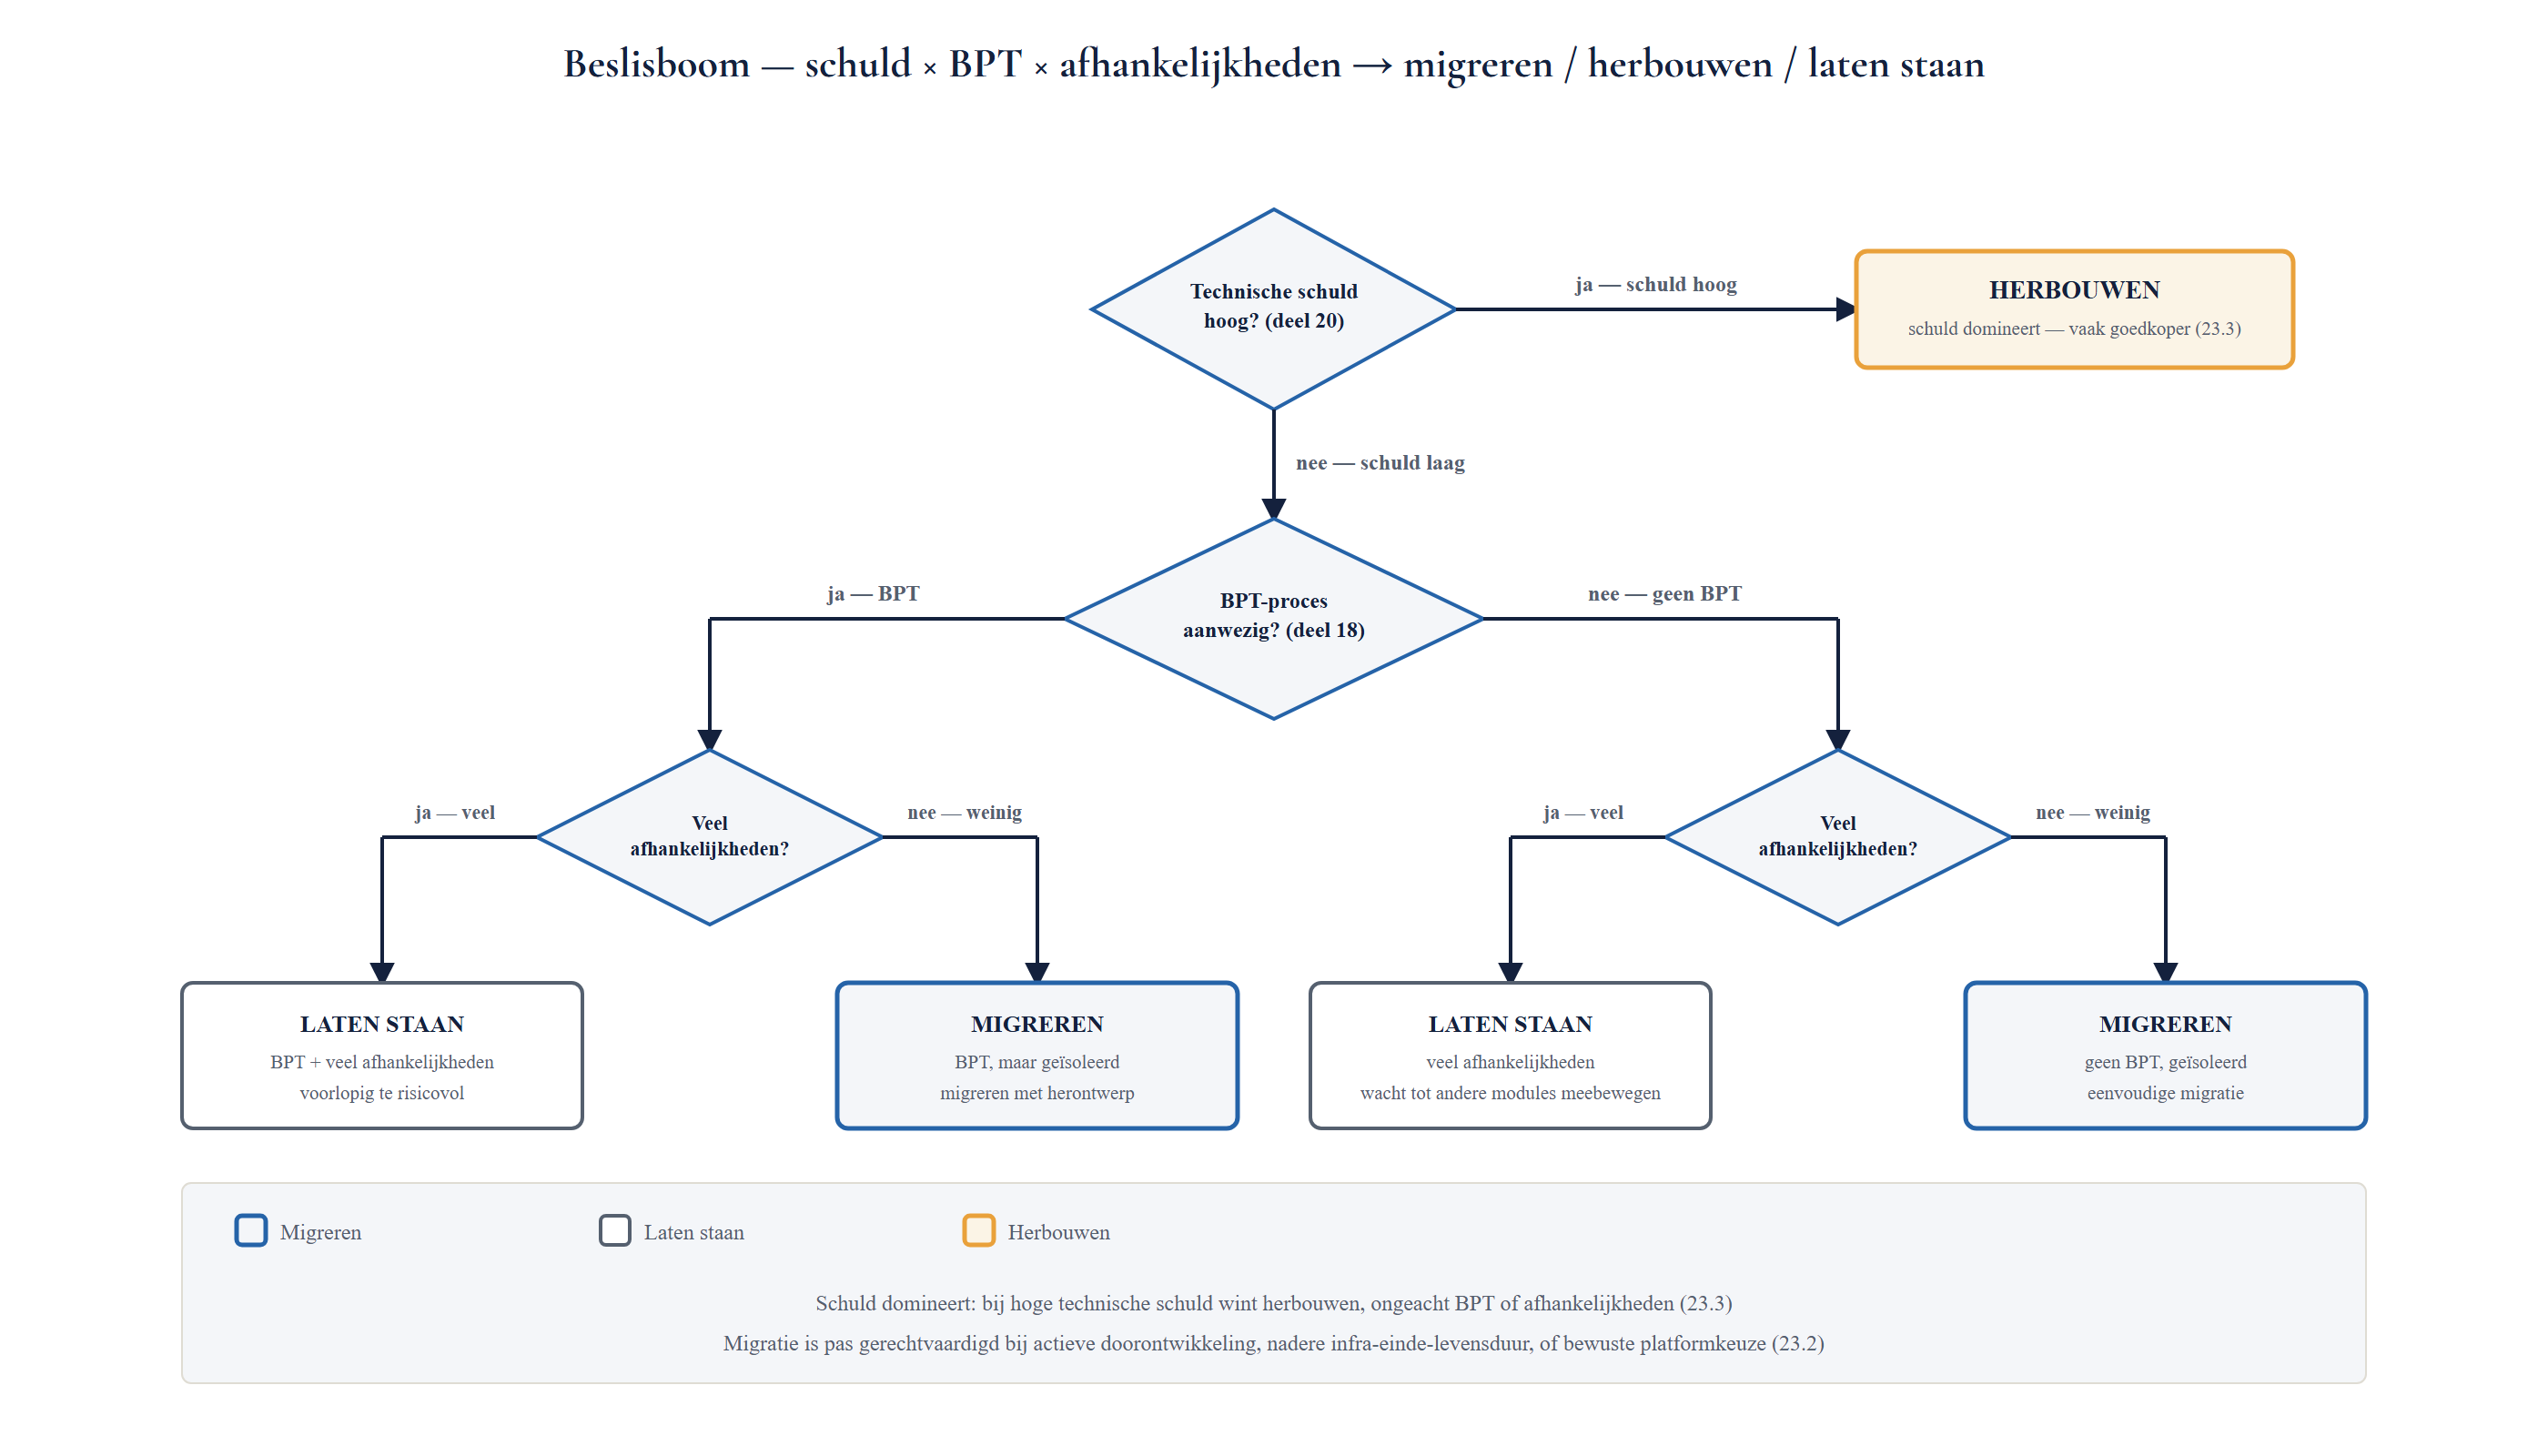 Beslisboom — schuld × BPT × afhankelijkheden → migreren / herbouwen / laten staan
Technische schuld
hoog? (deel 20)
ja — schuld hoog
HERBOUWEN
schuld domineert — vaak goedkoper (23.3)
nee — schuld laag
BPT-proces
aanwezig? (deel 18)
ja — BPT
nee — geen BPT
Veel
afhankelijkheden?
ja — veel
nee — weinig
Veel
afhankelijkheden?
ja — veel
nee — weinig
LATEN STAAN
BPT + veel afhankelijkheden
voorlopig te risicovol
MIGREREN
BPT, maar geïsoleerd
migreren met herontwerp
LATEN STAAN
veel afhankelijkheden
wacht tot andere modules meebewegen
MIGREREN
geen BPT, geïsoleerd
eenvoudige migratie
Migreren
Laten staan
Herbouwen
Schuld domineert: bij hoge technische schuld wint herbouwen, ongeacht BPT of afhankelijkheden (23.3)
Migratie is pas gerechtvaardigd bij actieve doorontwikkeling, nadere infra-einde-levensduur, of bewuste platformkeuze (23.2)